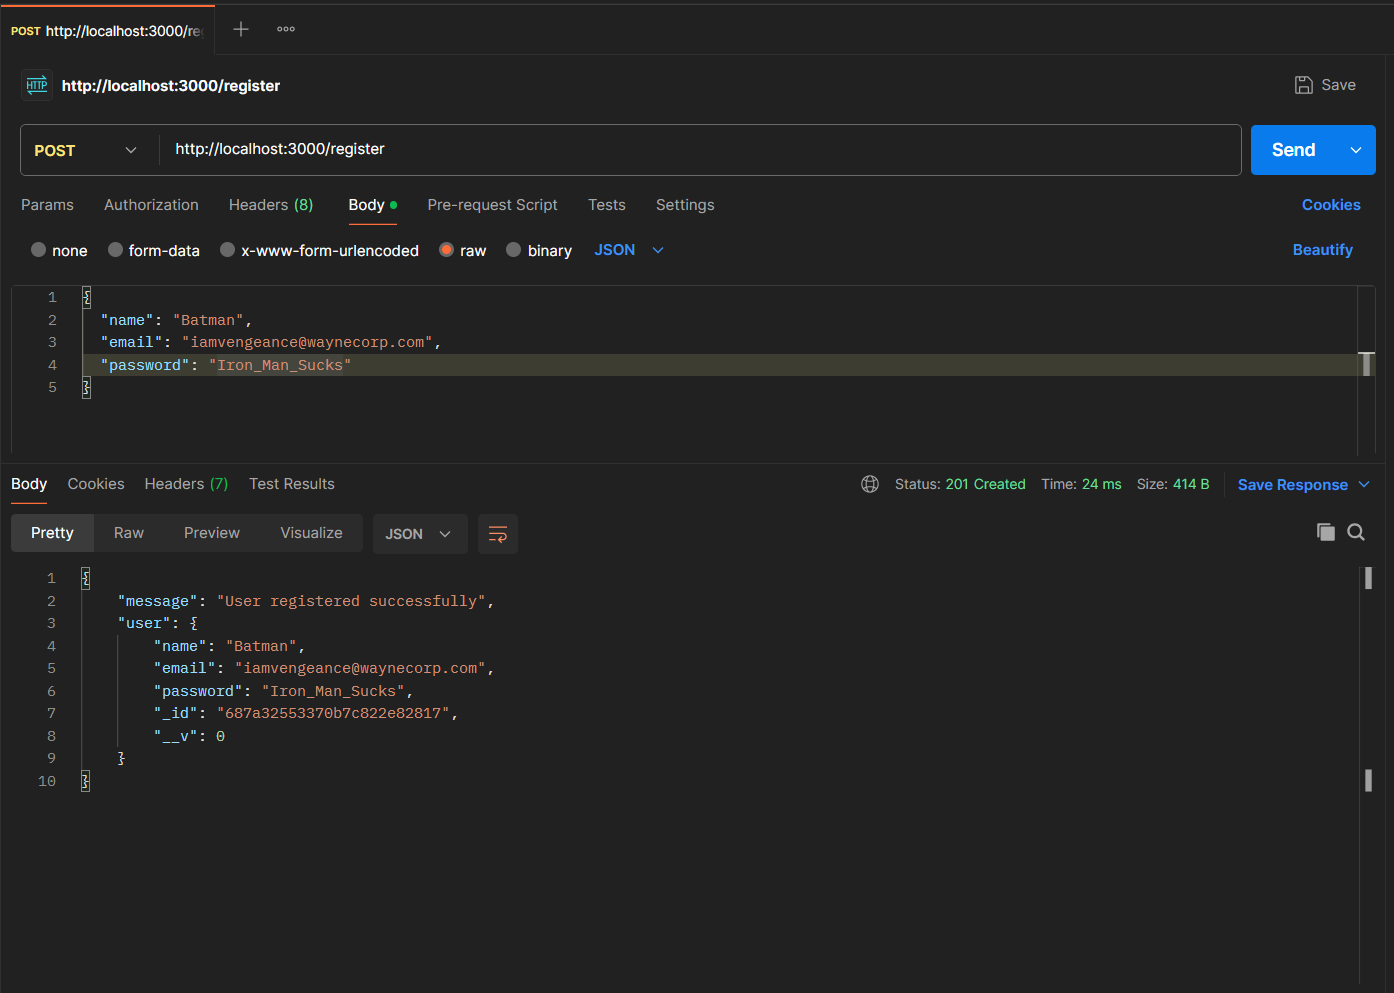 POST http://localhost:3000/re
HTTP http://localhost:3000/register
Save
POST http://localhost:3000/register
Send
Params Authorization Headers (8) Body Pre-request Script Tests Settings Cookies
none form-data x-www-form-urlencoded raw binary JSON Beautify
1 {
2 "name": "Batman",
3 "email": "iamvengeance@waynecorp.com",
4 "password": "Iron_Man_Sucks"
5 }
Body Cookies Headers (7) Test Results Status: 201 Created Time: 24 ms Size: 414 B Save Response
Pretty Raw Preview Visualize JSON
1 {
2 "message": "User registered successfully",
3 "user": {
4 "name": "Batman",
5 "email": "iamvengeance@waynecorp.com",
6 "password": "Iron_Man_Sucks",
7 "_id": "687a32553370b7c822e82817",
8 "__v": 0
9 }
10 }